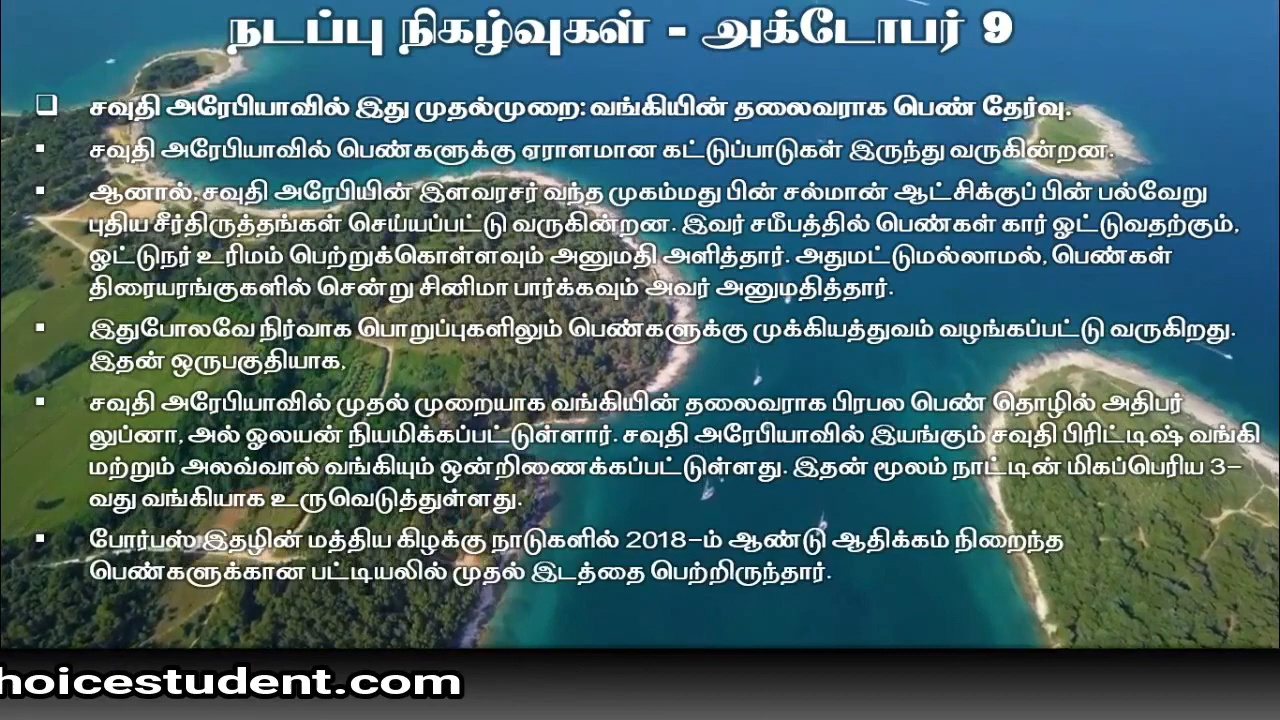 நடப்பு நிகழ்வுகள் - அக்டோபர் 9
சவுதி அரேபியாவில் இது முதல்முறை: வங்கியின் தலைவராக பெண் தேர்வு.
சவுதி அரேபியாவில் பெண்களுக்கு ஏராளமான கட்டுப்பாடுகள் இருந்து வருகின்றன.
ஆனால், சவுதி அரேபியின் இளவரசர் வந்த முகம்மது பின் சல்மான் ஆட்சிக்குப் பின் பல்வேறு
புதிய சீர்திருத்தங்கள் செய்யப்பட்டு வருகின்றன. இவர் சமீபத்தில் பெண்கள் கார் ஓட்டுவதற்கும்,
ஓட்டுநர் உரிமம் பெற்றுக்கொள்ளவும் அனுமதி அளித்தார். அதுமட்டுமல்லாமல், பெண்கள்
திரையரங்குகளில் சென்று சினிமா பார்க்கவும் அவர் அனுமதித்தார்.
இதுபோலவே நிர்வாக பொறுப்புகளிலும் பெண்களுக்கு முக்கியத்துவம் வழங்கப்பட்டு வருகிறது.
இதன் ஒருபகுதியாக,
சவுதி அரேபியாவில் முதல் முறையாக வங்கியின் தலைவராக பிரபல பெண் தொழில் அதிபர்
லுப்னா, அல் ஓலயன் நியமிக்கப்பட்டுள்ளார். சவுதி அரேபியாவில் இயங்கும் சவுதி பிரிட்டிஷ் வங்கி
மற்றும் அலவ்வால் வங்கியும் ஒன்றிணைக்கப்பட்டுள்ளது. இதன் மூலம் நாட்டின் மிகப்பெரிய 3-
வது வங்கியாக உருவெடுத்துள்ளது.
போர்பஸ் இதழின் மத்திய கிழக்கு நாடுகளில் 2018-ம் ஆண்டு ஆதிக்கம் நிறைந்த
பெண்களுக்கான பட்டியலில் முதல் இடத்தை பெற்றிருந்தார்.
hoicestudent.com